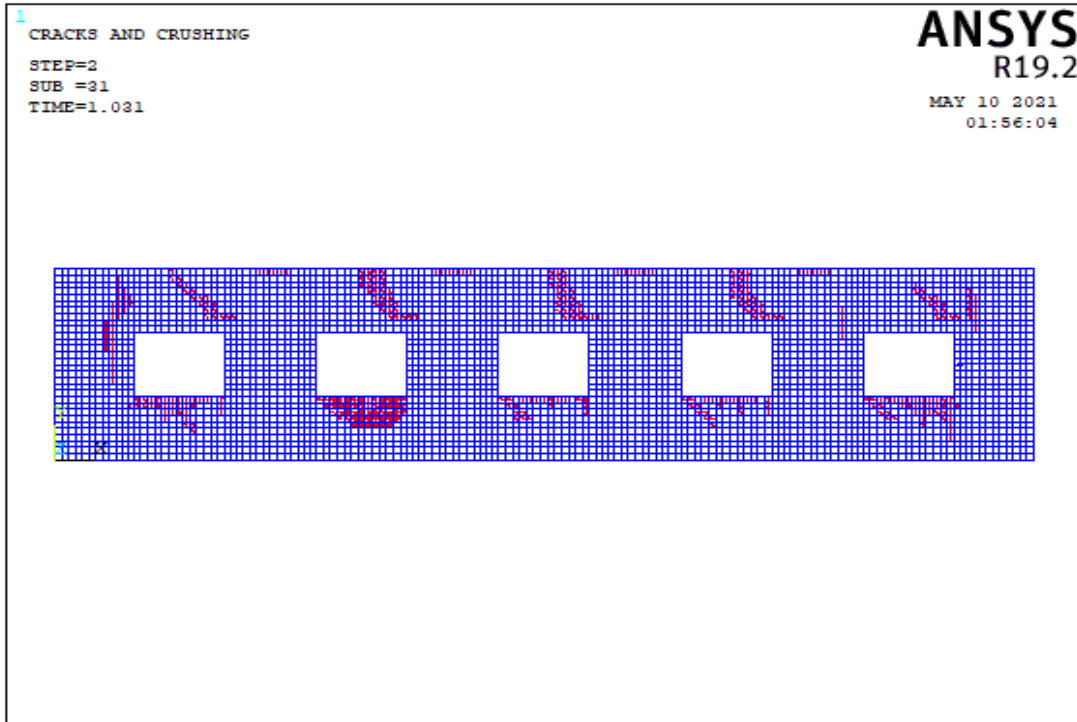 1
CRACKS AND CRUSHING
STEP=2
SUB =31
TIME=1.031
ANSYS
R19.2
MAY 10 2021
01:56:04
Y
Z
X